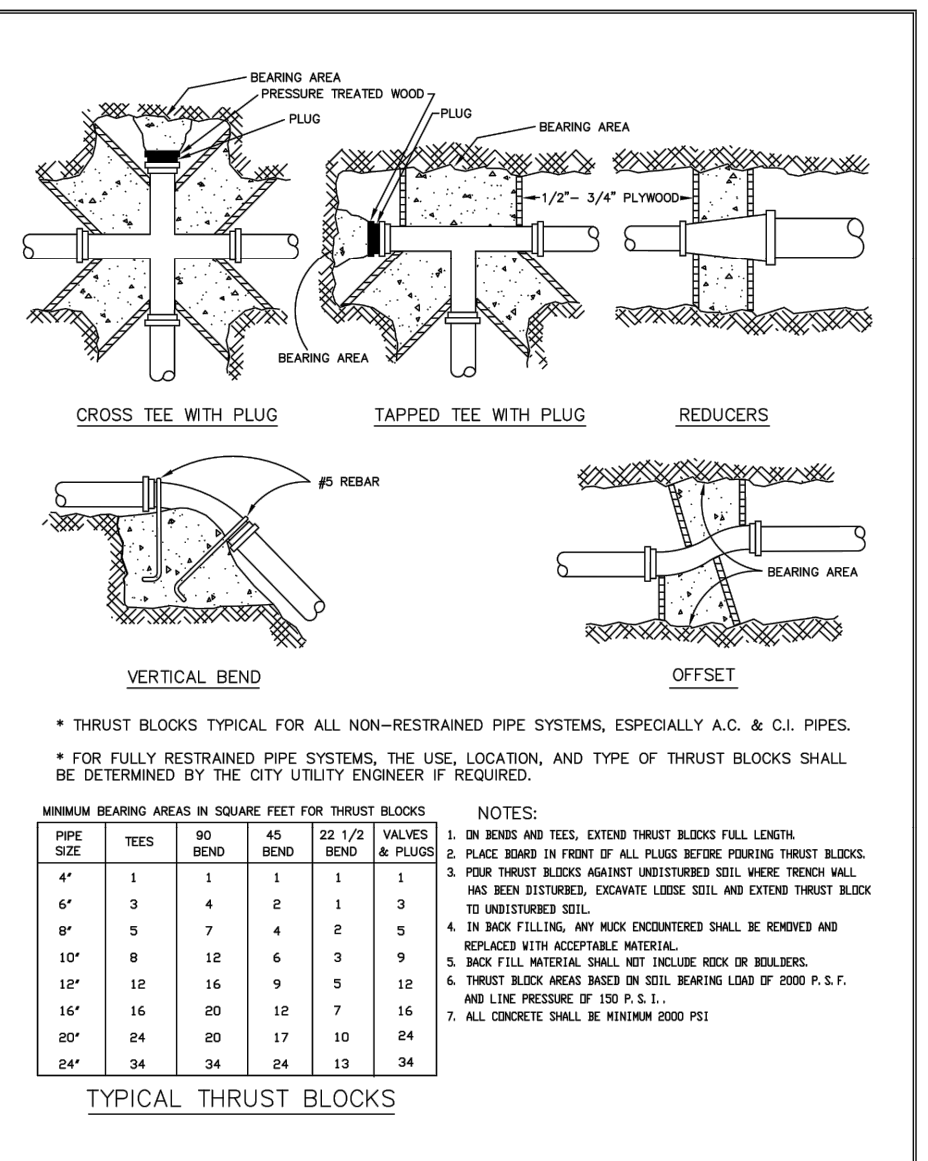 BEARING AREA
PRESSURE TREATED WOOD
PLUG
PLUG
BEARING AREA
1/2"- 3/4" PLYWOOD
BEARING AREA
CROSS TEE WITH PLUG
TAPPED TEE WITH PLUG
REDUCERS
#5 REBAR
BEARING AREA
VERTICAL BEND
OFFSET
* THRUST BLOCKS TYPICAL FOR ALL NON-RESTRAINED PIPE SYSTEMS, ESPECIALLY A.C. & C.I. PIPES.
* FOR FULLY RESTRAINED PIPE SYSTEMS, THE USE, LOCATION, AND TYPE OF THRUST BLOCKS SHALL
BE DETERMINED BY THE CITY UTILITY ENGINEER IF REQUIRED.
MINIMUM BEARING AREAS IN SQUARE FEET FOR THRUST BLOCKS
PIPE SIZE TEES 90 BEND 45 BEND 22 1/2 BEND VALVES & PLUGS
4" 1 1 1 1 1
6" 3 4 2 1 3
8" 5 7 4 2 5
10" 8 12 6 3 9
12" 12 16 9 5 12
16" 16 20 12 7 16
20" 24 20 17 10 24
24" 34 34 24 13 34
TYPICAL THRUST BLOCKS
NOTES:
1. ON BENDS AND TEES, EXTEND THRUST BLOCKS FULL LENGTH.
2. PLACE BOARD IN FRONT OF ALL PLUGS BEFORE POURING THRUST BLOCKS.
3. POUR THRUST BLOCKS AGAINST UNDISTURBED SOIL WHERE TRENCH WALL
HAS BEEN DISTURBED, EXCAVATE LOOSE SOIL AND EXTEND THRUST BLOCK
TO UNDISTURBED SOIL.
4. IN BACK FILLING, ANY MUCK ENCOUNTERED SHALL BE REMOVED AND
REPLACED WITH ACCEPTABLE MATERIAL.
5. BACK FILL MATERIAL SHALL NOT INCLUDE ROCK OR BOULDERS.
6. THRUST BLOCK AREAS BASED ON SOIL BEARING LOAD OF 2000 P.S.F.
AND LINE PRESSURE OF 150 P.S.I..
7. ALL CONCRETE SHALL BE MINIMUM 2000 PSI